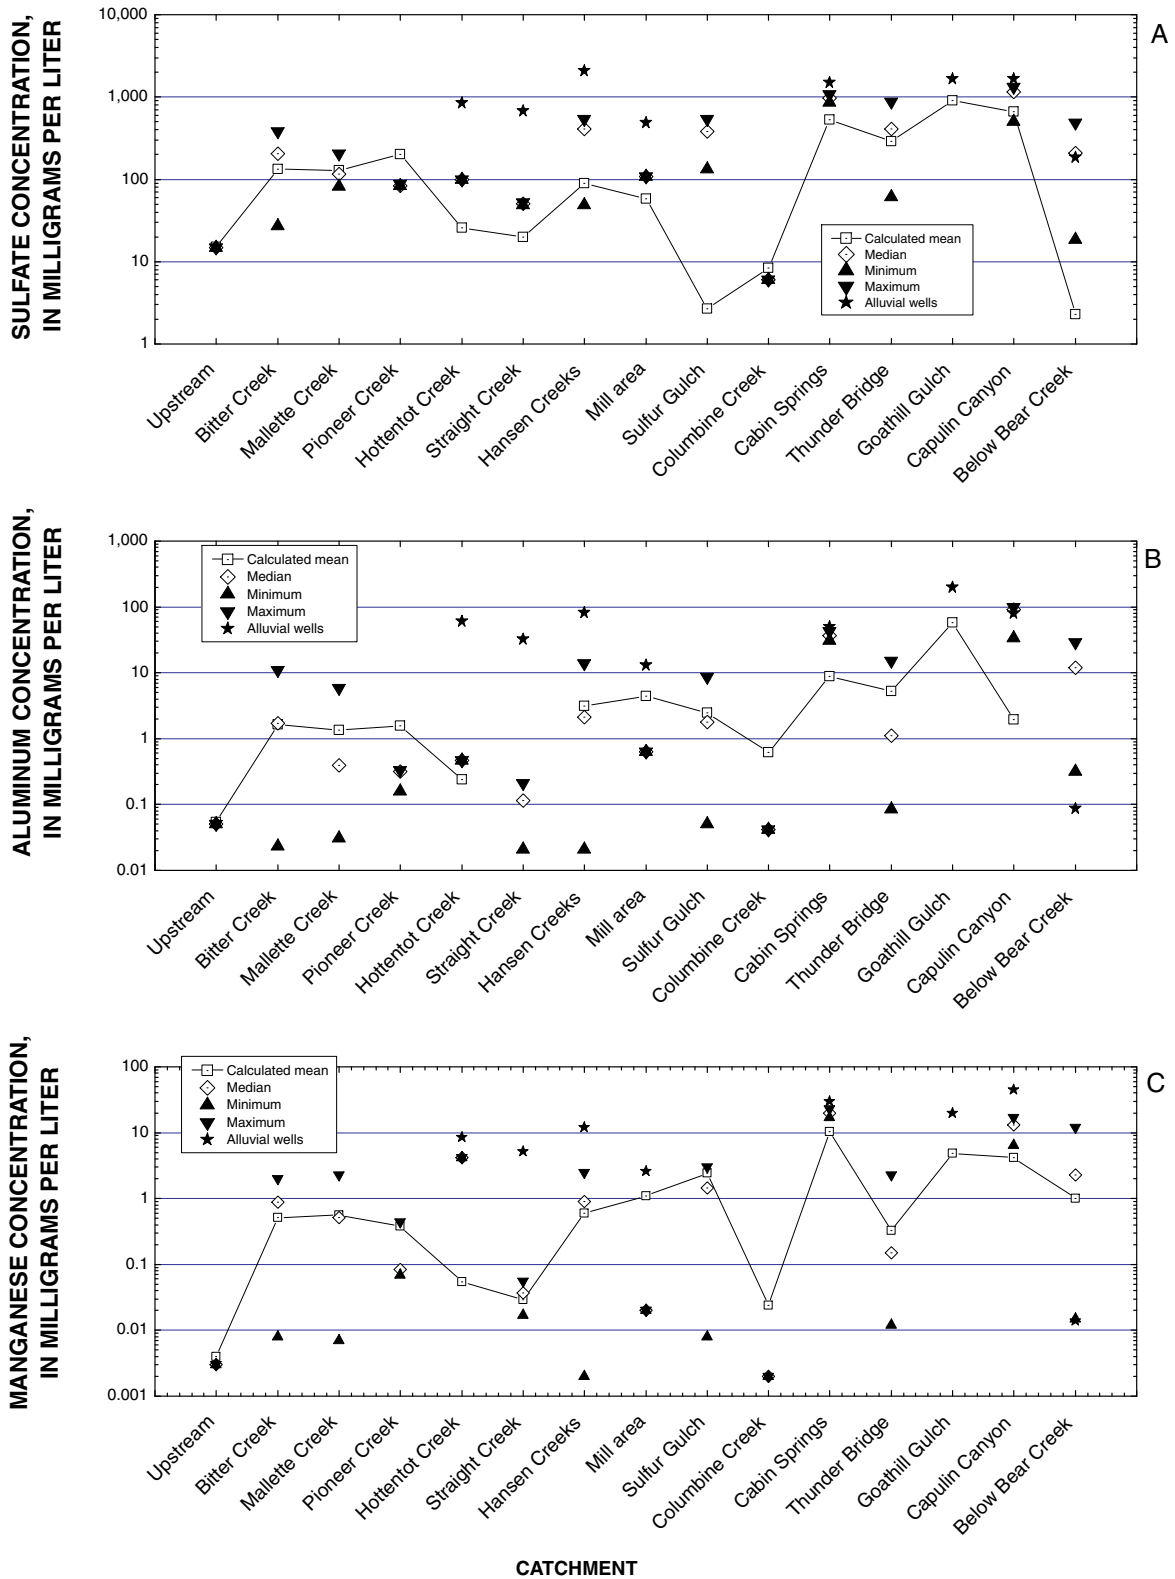 A
SULFATE CONCENTRATION,
IN MILLIGRAMS PER LITER
10,000
1,000
100
10
1
Calculated mean
Median
Minimum
Maximum
Alluvial wells
Upstream
Bitter Creek
Mallette Creek
Pioneer Creek
Hottentot Creek
Straight Creek
Hansen Creeks
Mill area
Sulfur Gulch
Columbine Creek
Cabin Springs
Thunder Bridge
Goathill Gulch
Capulin Canyon
Below Bear Creek
B
ALUMINUM CONCENTRATION,
IN MILLIGRAMS PER LITER
1,000
100
10
1
0.1
0.01
Calculated mean
Median
Minimum
Maximum
Alluvial wells
Upstream
Bitter Creek
Mallette Creek
Pioneer Creek
Hottentot Creek
Straight Creek
Hansen Creeks
Mill area
Sulfur Gulch
Columbine Creek
Cabin Springs
Thunder Bridge
Goathill Gulch
Capulin Canyon
Below Bear Creek
C
MANGANESE CONCENTRATION,
IN MILLIGRAMS PER LITER
100
10
1
0.1
0.01
0.001
Calculated mean
Median
Minimum
Maximum
Alluvial wells
Upstream
Bitter Creek
Mallette Creek
Pioneer Creek
Hottentot Creek
Straight Creek
Hansen Creeks
Mill area
Sulfur Gulch
Columbine Creek
Cabin Springs
Thunder Bridge
Goathill Gulch
Capulin Canyon
Below Bear Creek
CATCHMENT